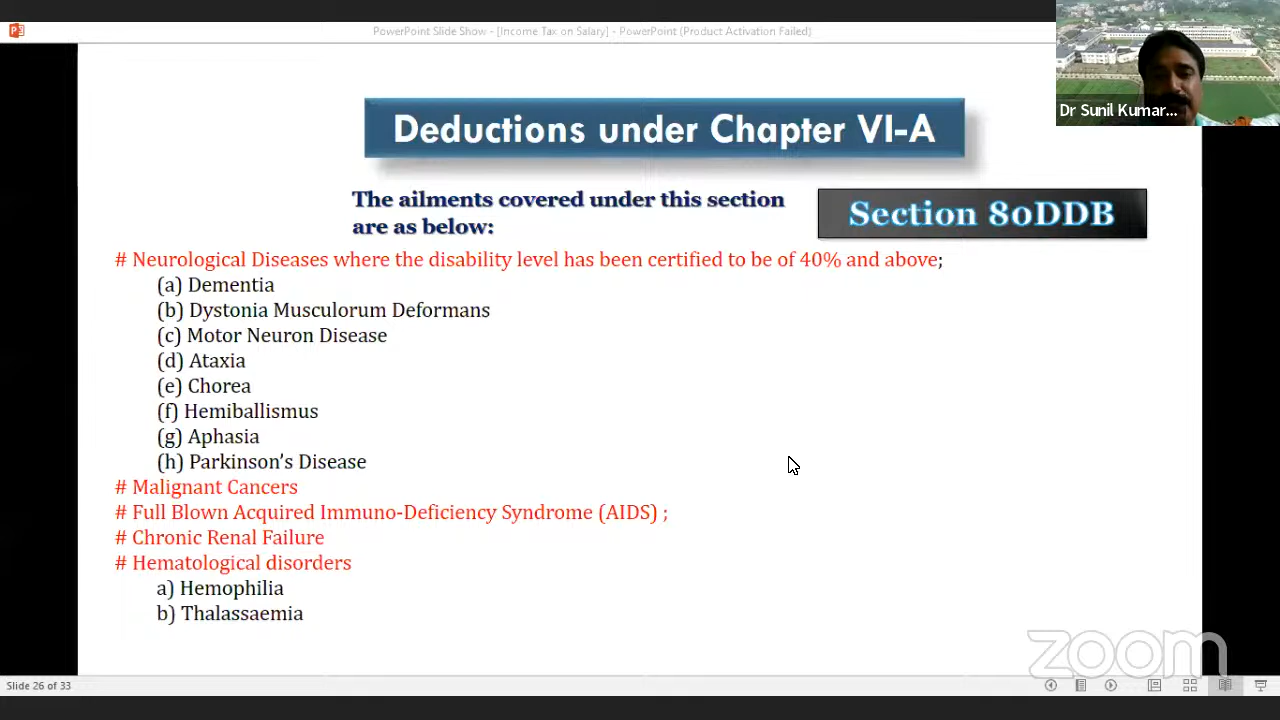 PowerPoint Slide Show - [Income Tax on Salary] - PowerPoint (Product Activation Failed)
Dr Sunil Kumar...
Deductions under Chapter VI-A
The ailments covered under this section
are as below:
Section 80DDB
# Neurological Diseases where the disability level has been certified to be of 40% and above;
(a) Dementia
(b) Dystonia Musculorum Deformans
(c) Motor Neuron Disease
(d) Ataxia
(e) Chorea
(f) Hemiballismus
(g) Aphasia
(h) Parkinson's Disease
# Malignant Cancers
# Full Blown Acquired Immuno-Deficiency Syndrome (AIDS) ;
# Chronic Renal Failure
# Hematological disorders
a) Hemophilia
b) Thalassaemia
zoom
Slide 26 of 33